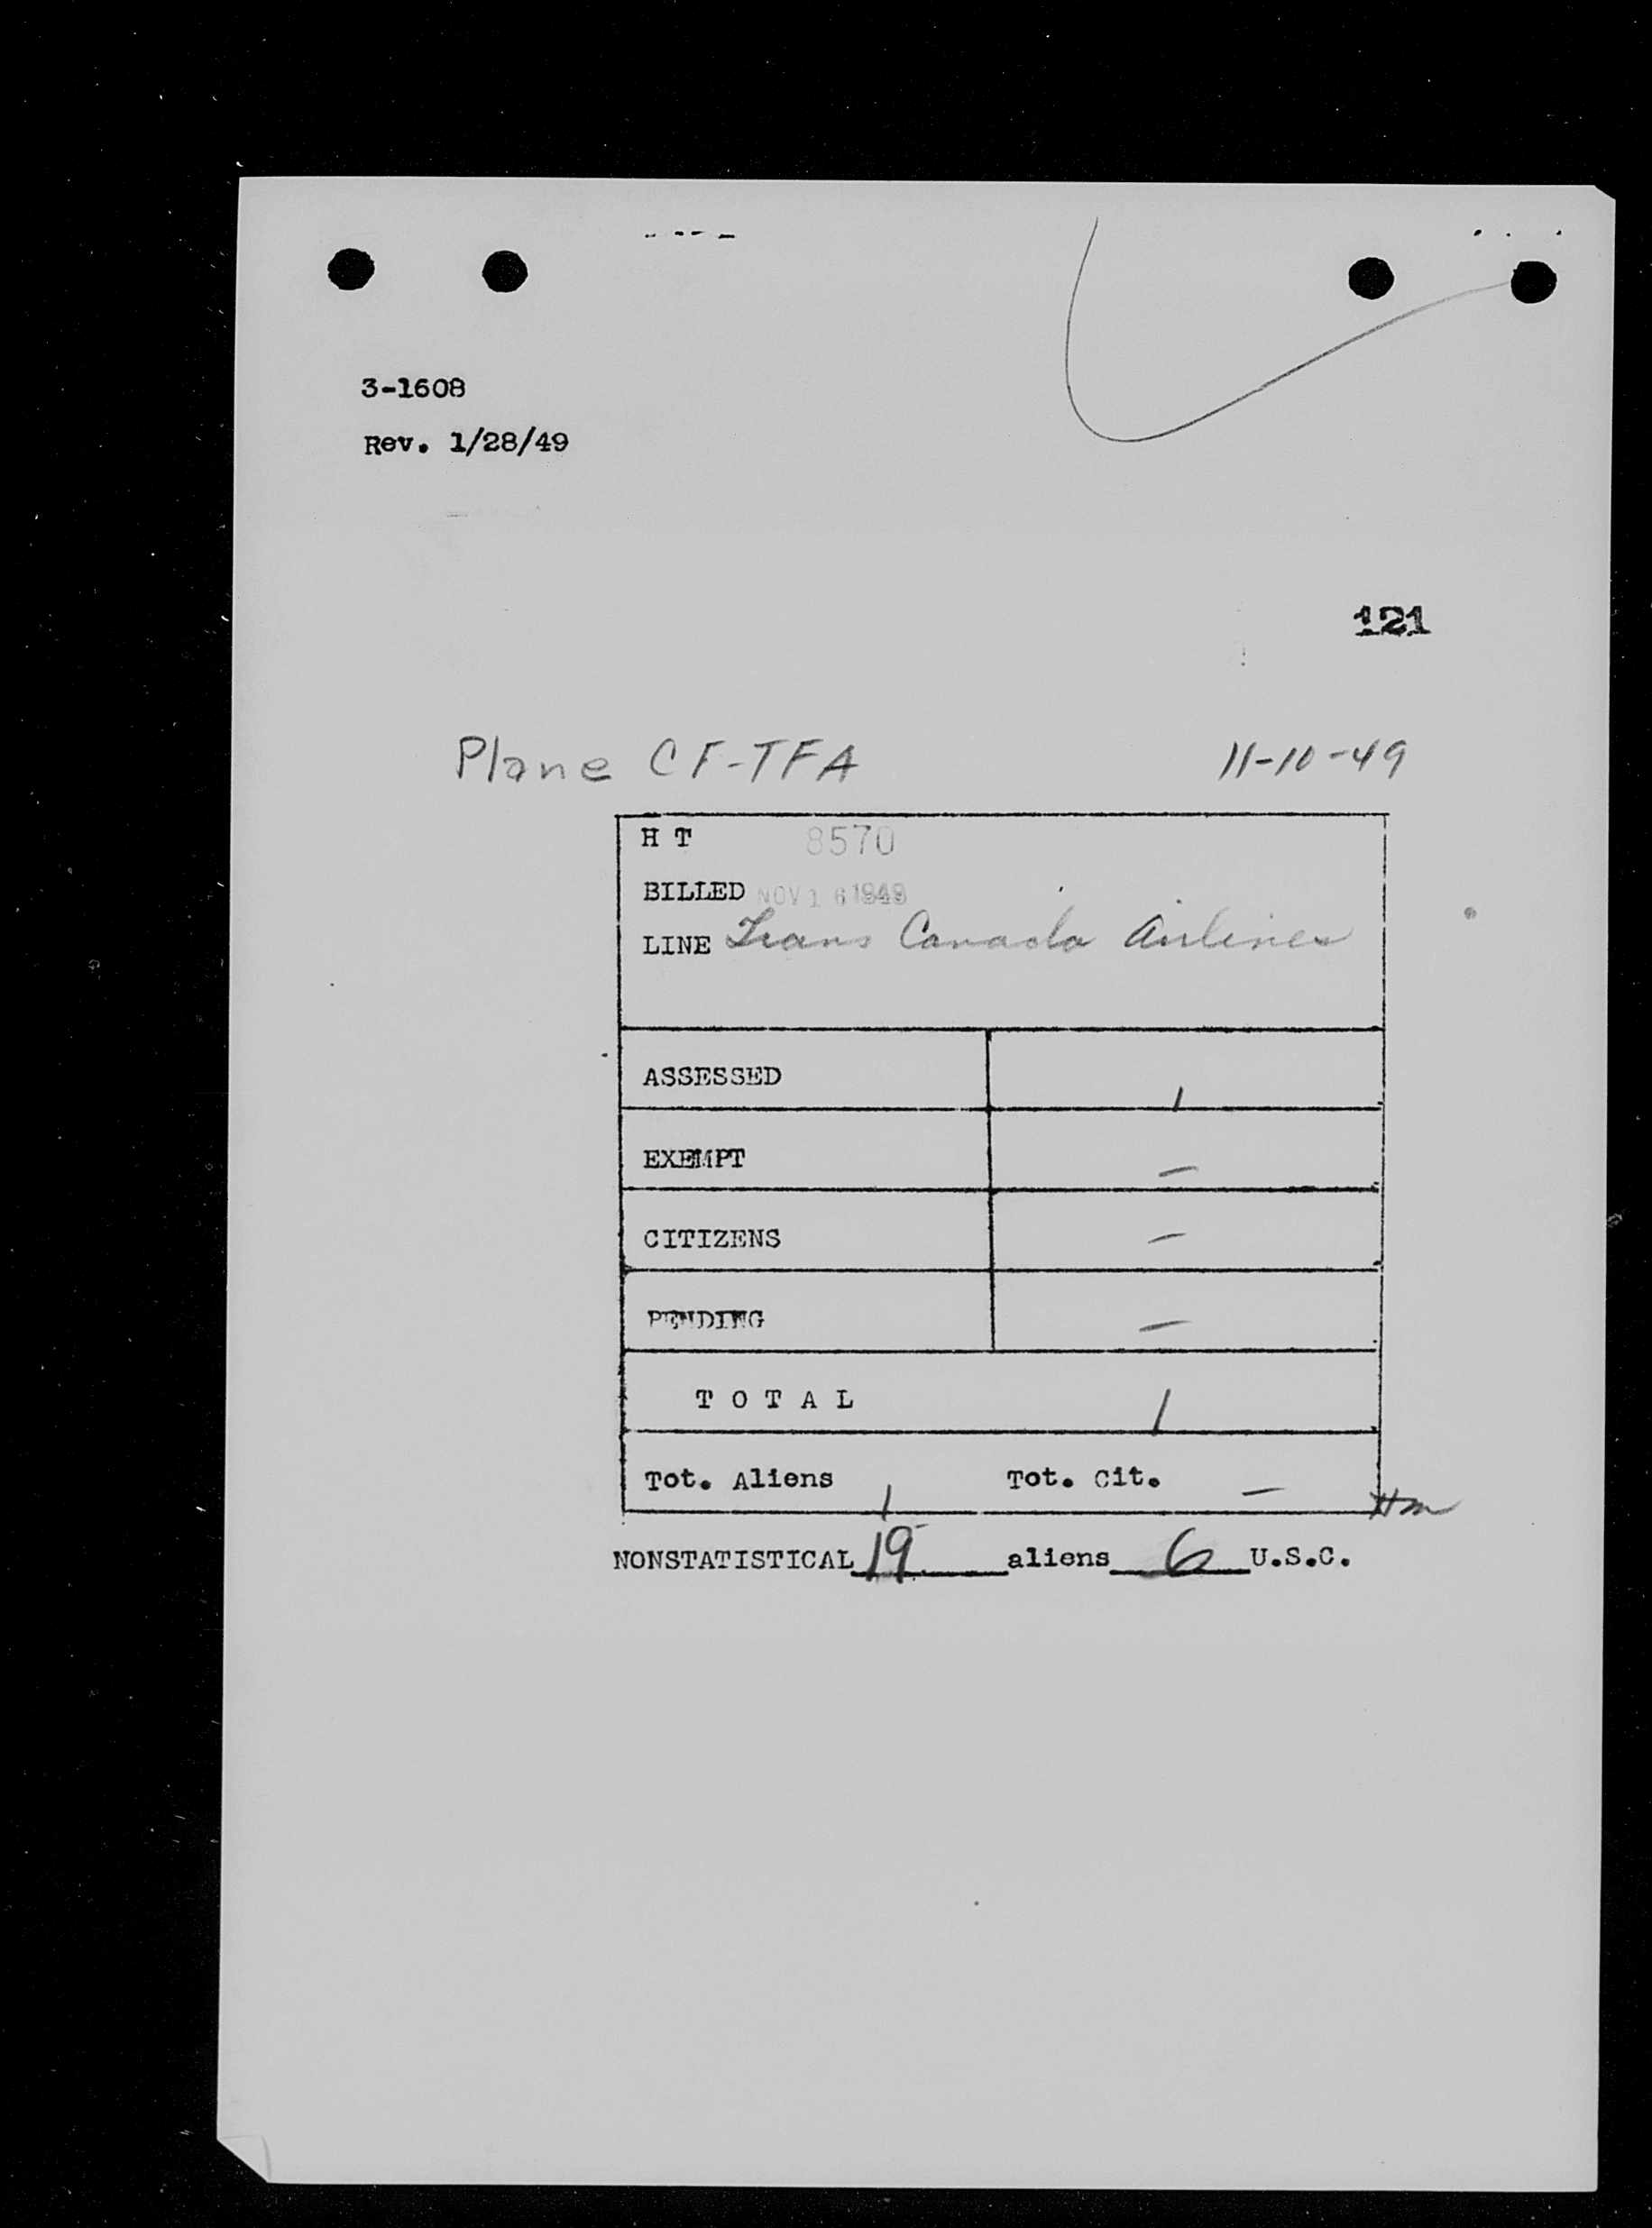 3-1608
Rev. 1/28/49
121
Plane CF-TFA 11-10-49
H T 8570
BILLED NOV 16 1949
LINE Trans Canada Airlines
ASSESSED 1
EXEMPT –
CITIZENS –
PENDING –
T O T A L 1
Tot. Aliens 1 Tot. Cit. –
NONSTATISTICAL 19 aliens 6 U.S.C.